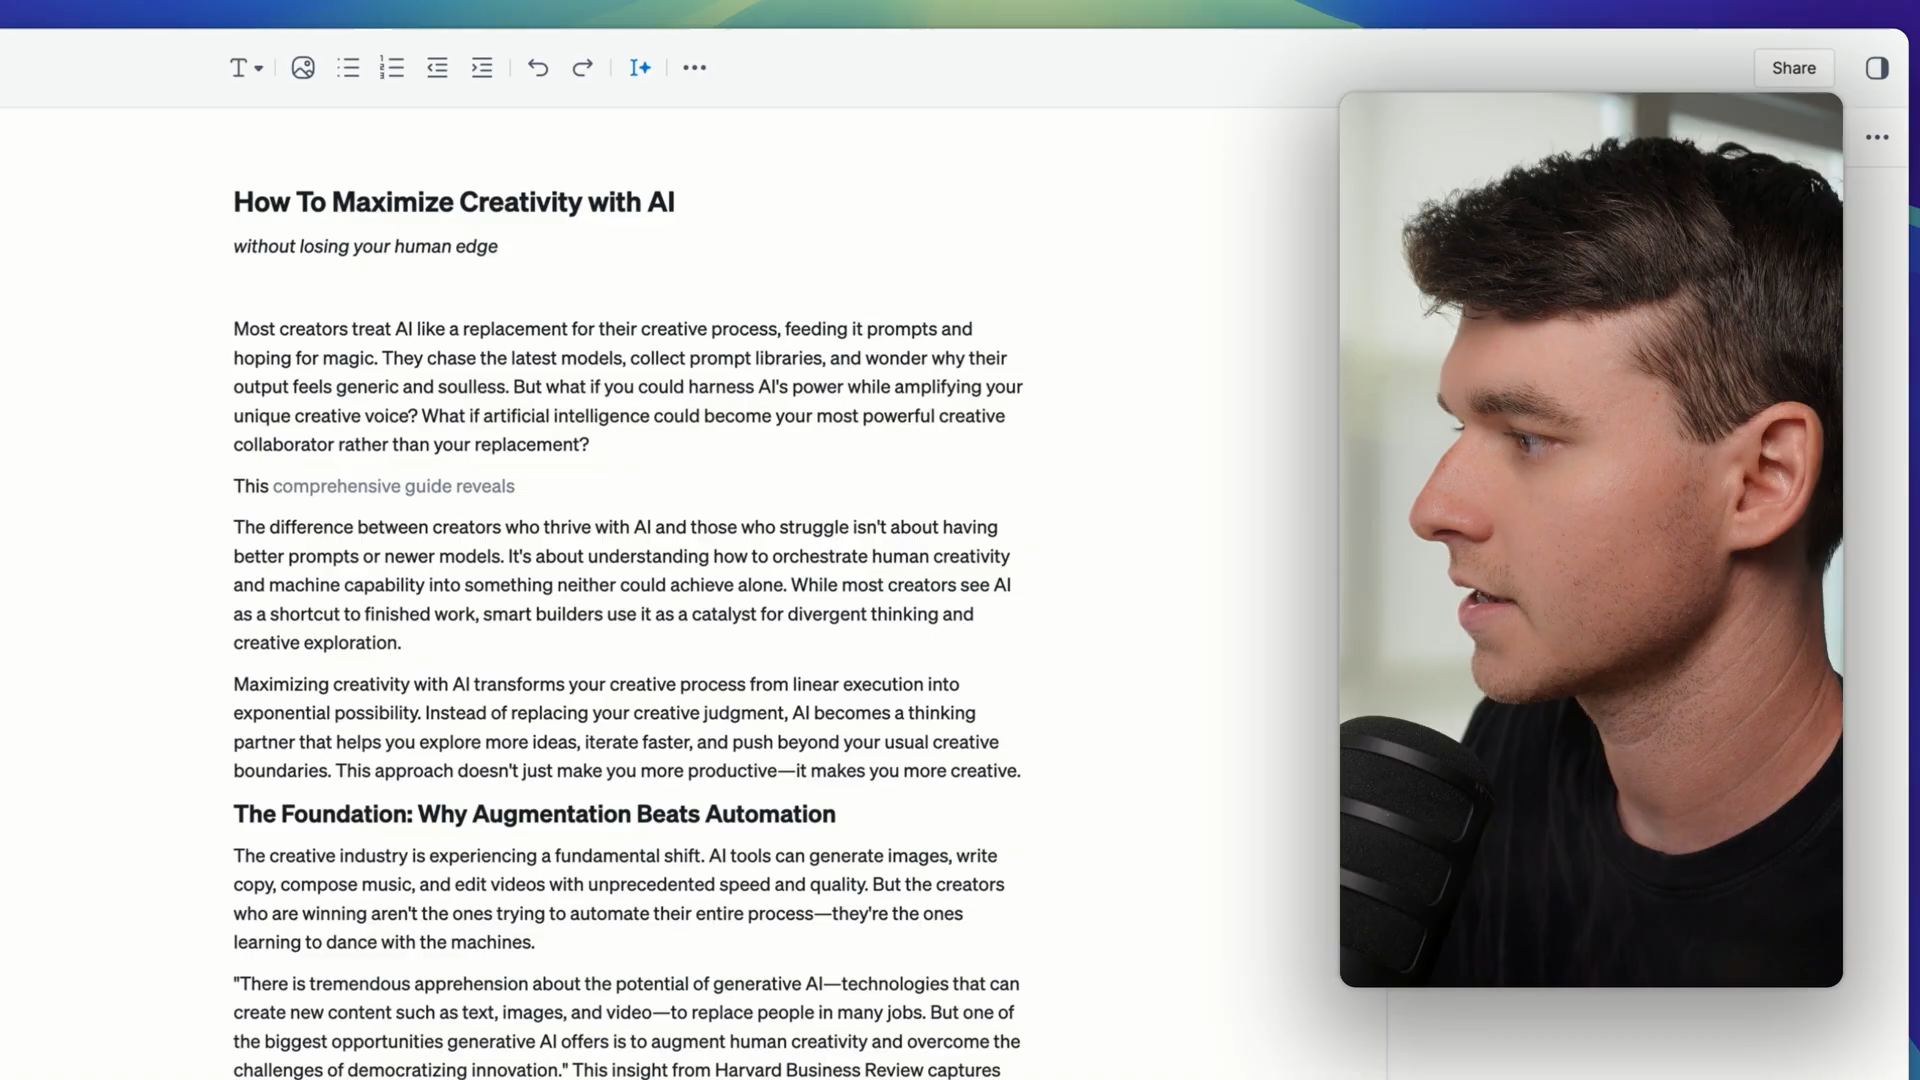 Share
How To Maximize Creativity with AI
without losing your human edge
Most creators treat AI like a replacement for their creative process, feeding it prompts and
hoping for magic. They chase the latest models, collect prompt libraries, and wonder why their
output feels generic and soulless. But what if you could harness AI's power while amplifying your
unique creative voice? What if artificial intelligence could become your most powerful creative
collaborator rather than your replacement?
This comprehensive guide reveals
The difference between creators who thrive with AI and those who struggle isn't about having
better prompts or newer models. It's about understanding how to orchestrate human creativity
and machine capability into something neither could achieve alone. While most creators see AI
as a shortcut to finished work, smart builders use it as a catalyst for divergent thinking and
creative exploration.
Maximizing creativity with AI transforms your creative process from linear execution into
exponential possibility. Instead of replacing your creative judgment, AI becomes a thinking
partner that helps you explore more ideas, iterate faster, and push beyond your usual creative
boundaries. This approach doesn't just make you more productive—it makes you more creative.
The Foundation: Why Augmentation Beats Automation
The creative industry is experiencing a fundamental shift. AI tools can generate images, write
copy, compose music, and edit videos with unprecedented speed and quality. But the creators
who are winning aren't the ones trying to automate their entire process—they're the ones
learning to dance with the machines.
"There is tremendous apprehension about the potential of generative AI—technologies that can
create new content such as text, images, and video—to replace people in many jobs. But one of
the biggest opportunities generative AI offers is to augment human creativity and overcome the
challenges of democratizing innovation." This insight from Harvard Business Review captures